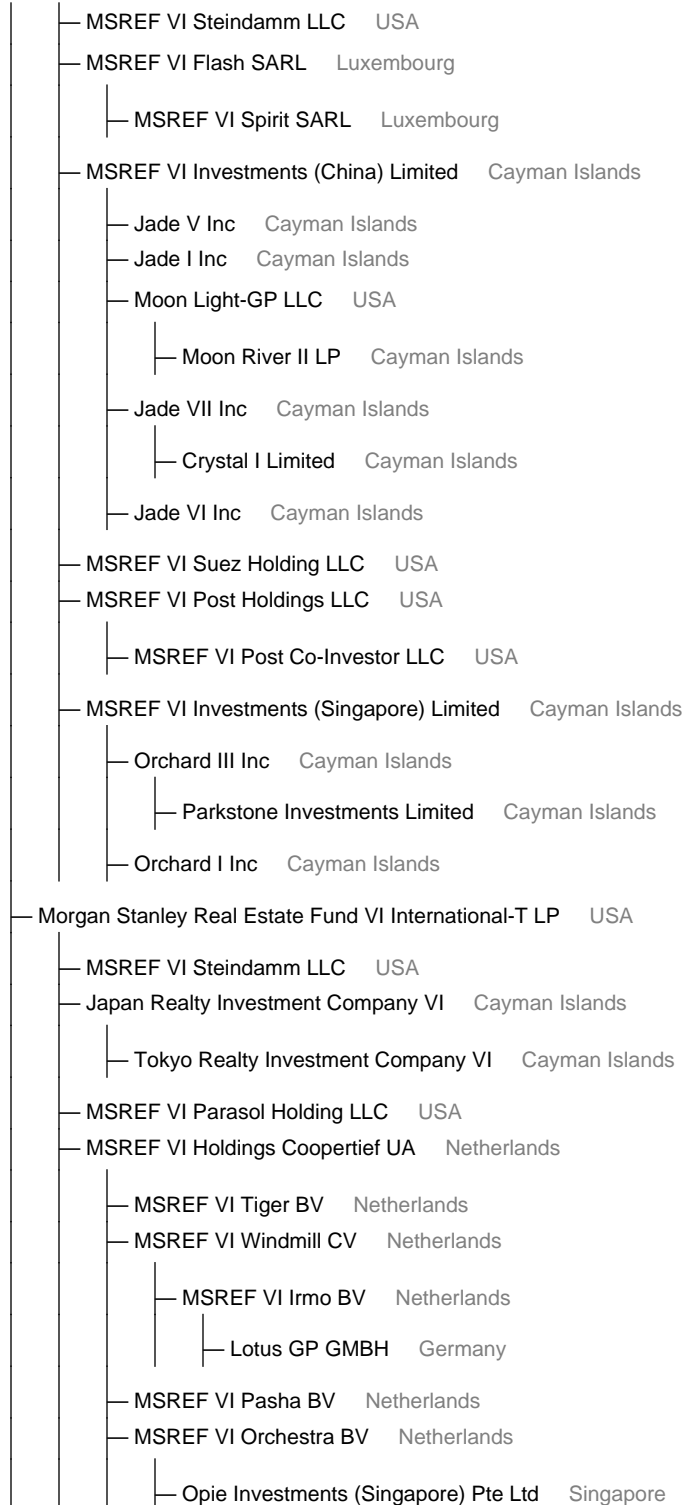 MSREF VI Steindamm LLC USA
MSREF VI Flash SARL Luxembourg
MSREF VI Spirit SARL Luxembourg
MSREF VI Investments (China) Limited Cayman Islands
Jade V Inc Cayman Islands
Jade I Inc Cayman Islands
Moon Light-GP LLC USA
Moon River II LP Cayman Islands
Jade VII Inc Cayman Islands
Crystal I Limited Cayman Islands
Jade VI Inc Cayman Islands
MSREF VI Suez Holding LLC USA
MSREF VI Post Holdings LLC USA
MSREF VI Post Co-Investor LLC USA
MSREF VI Investments (Singapore) Limited Cayman Islands
Orchard III Inc Cayman Islands
Parkstone Investments Limited Cayman Islands
Orchard I Inc Cayman Islands
Morgan Stanley Real Estate Fund VI International-T LP USA
MSREF VI Steindamm LLC USA
Japan Realty Investment Company VI Cayman Islands
Tokyo Realty Investment Company VI Cayman Islands
MSREF VI Parasol Holding LLC USA
MSREF VI Holdings Coopertief UA Netherlands
MSREF VI Tiger BV Netherlands
MSREF VI Windmill CV Netherlands
MSREF VI Irmo BV Netherlands
Lotus GP GMBH Germany
MSREF VI Pasha BV Netherlands
MSREF VI Orchestra BV Netherlands
Opie Investments (Singapore) Pte Ltd Singapore